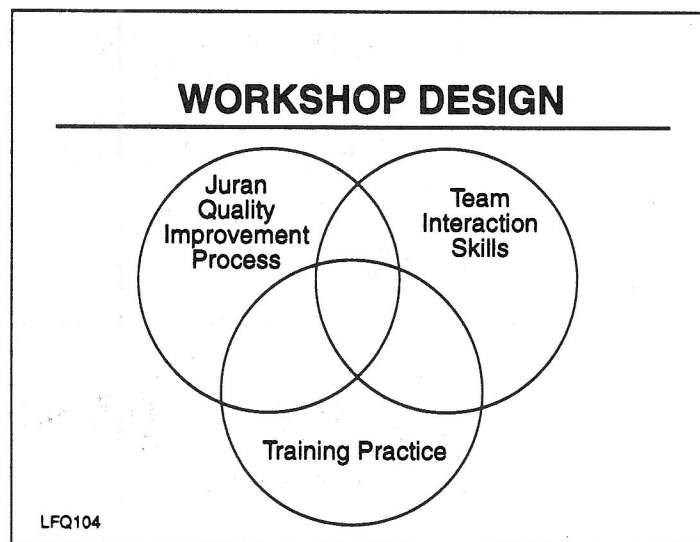 WORKSHOP DESIGN
Juran
Quality
Improvement
Process
Team
Interaction
Skills
Training Practice
LFQ104